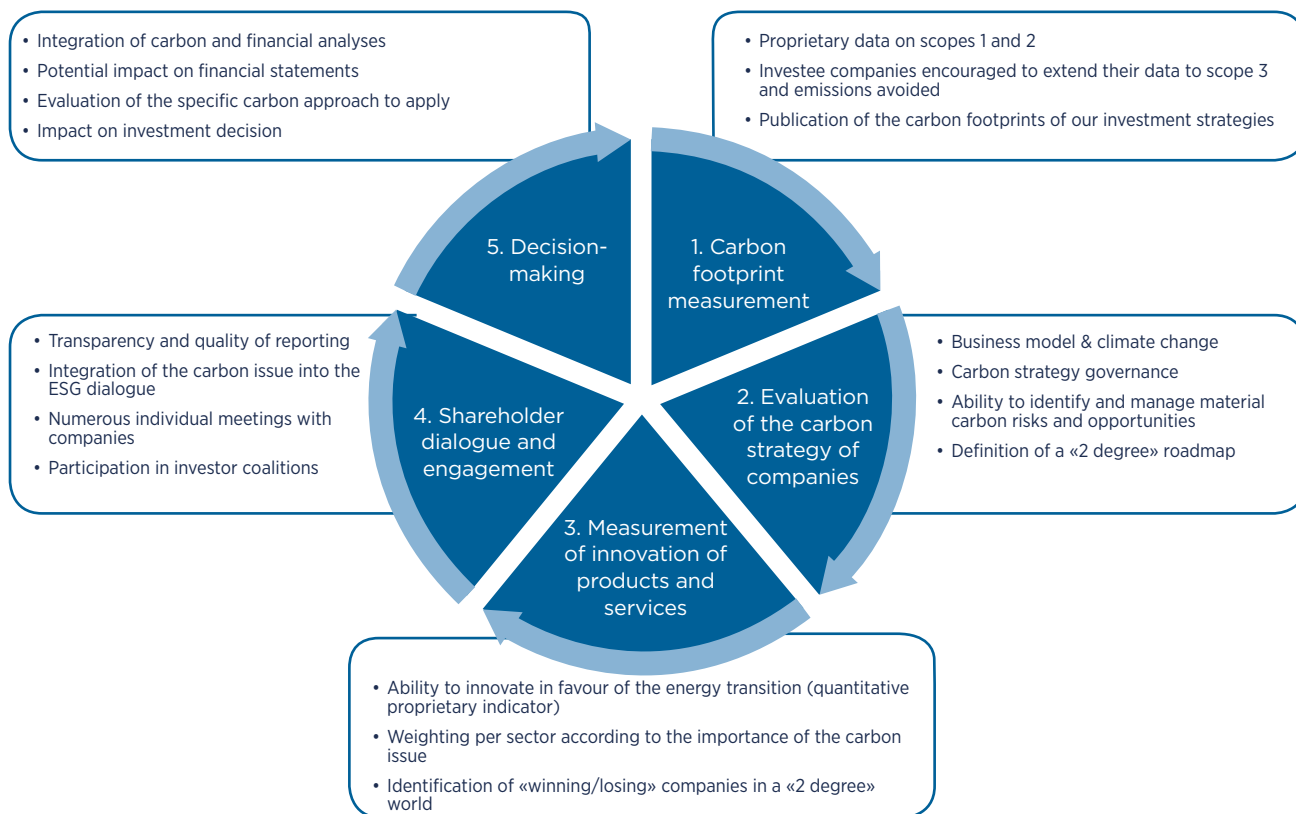 • Integration of carbon and financial analyses
• Potential impact on financial statements
• Evaluation of the specific carbon approach to apply
• Impact on investment decision
• Proprietary data on scopes 1 and 2
• Investee companies encouraged to extend their data to scope 3
and emissions avoided
• Publication of the carbon footprints of our investment strategies
5. Decision-
making
1. Carbon
footprint
measurement
• Transparency and quality of reporting
• Integration of the carbon issue into the
ESG dialogue
• Numerous individual meetings with
companies
• Participation in investor coalitions
4. Shareholder
dialogue and
engagement
2. Evaluation
of the carbon
strategy of
companies
• Business model & climate change
• Carbon strategy governance
• Ability to identify and manage material
carbon risks and opportunities
• Definition of a «2 degree» roadmap
3. Measurement
of innovation of
products and
services
• Ability to innovate in favour of the energy transition (quantitative
proprietary indicator)
• Weighting per sector according to the importance of the carbon
issue
• Identification of «winning/losing» companies in a «2 degree»
world